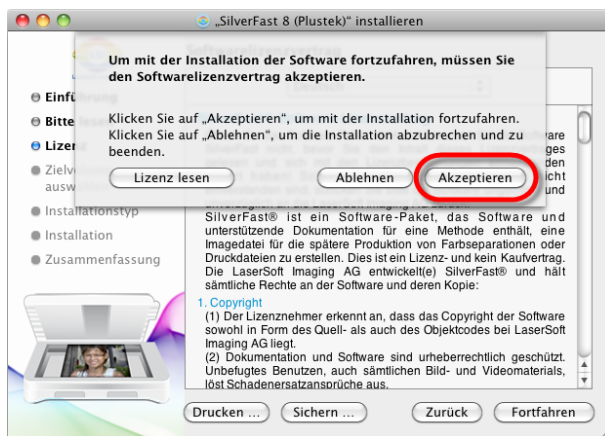 „SilverFast 8 (Plustek)“ installieren
Um mit der Installation der Software fortzufahren, müssen Sie
den Softwarelizenzvertrag akzeptieren.
Klicken Sie auf „Akzeptieren“, um mit der Installation fortzufahren.
Klicken Sie auf „Ablehnen“, um die Installation abzubrechen und zu
beenden.
Lizenz lesen
Ablehnen
Akzeptieren
Bitte
Installationstyp
Installation
Zusammenfassung
und
SilverFast® ist ein Software-Paket, das Software und
unterstützende Dokumentation für eine Methode enthält, eine
Imagedatei für die spätere Produktion von Farbseparationen oder
Druckdateien zu erstellen. Dies ist ein Lizenz- und kein Kaufvertrag.
Die LaserSoft Imaging AG entwickelt(e) SilverFast® und hält
sämtliche Rechte an der Software und deren Kopie:
1. Copyright
(1) Der Lizenznehmer erkennt an, dass das Copyright der Software
sowohl in Form des Quell- als auch des Objektcodes bei LaserSoft
Imaging AG liegt.
(2) Dokumentation und Software sind urheberrechtlich geschützt.
Unbefugtes Benutzen, auch sämtlichen Bild- und Videomaterials,
löst Schadenersatzansprüche aus.
Drucken ...
Sichern ...
Zurück
Fortfahren